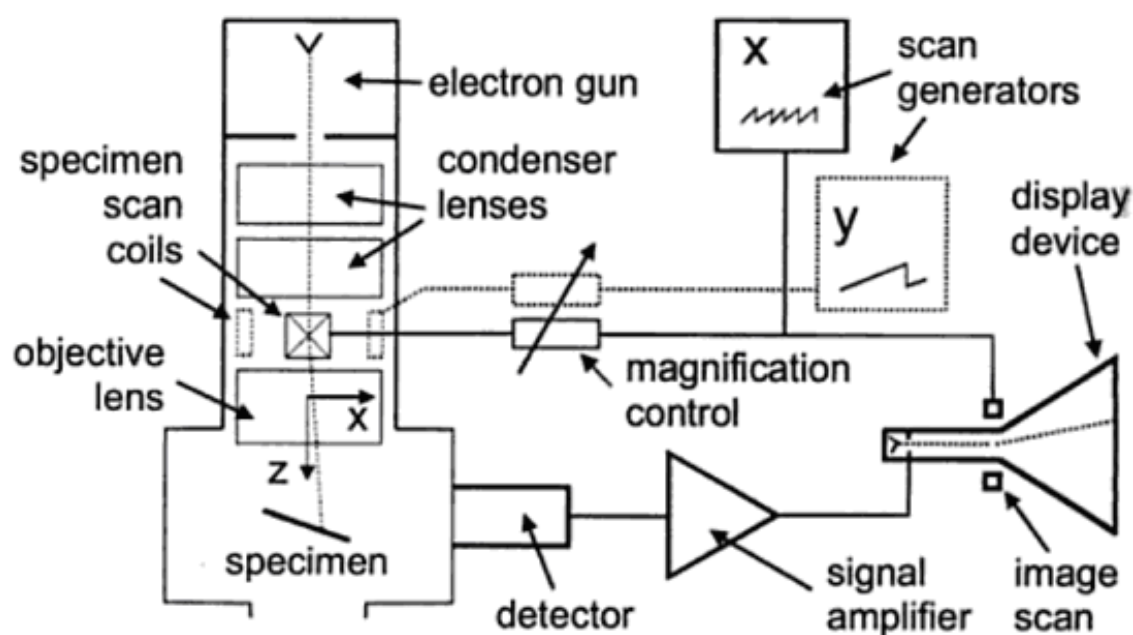 electron gun
specimen
scan
coils
condenser
lenses
objective
lens
X
Z
specimen
detector
x
scan
generators
y
display
device
magnification
control
signal
amplifier
image
scan